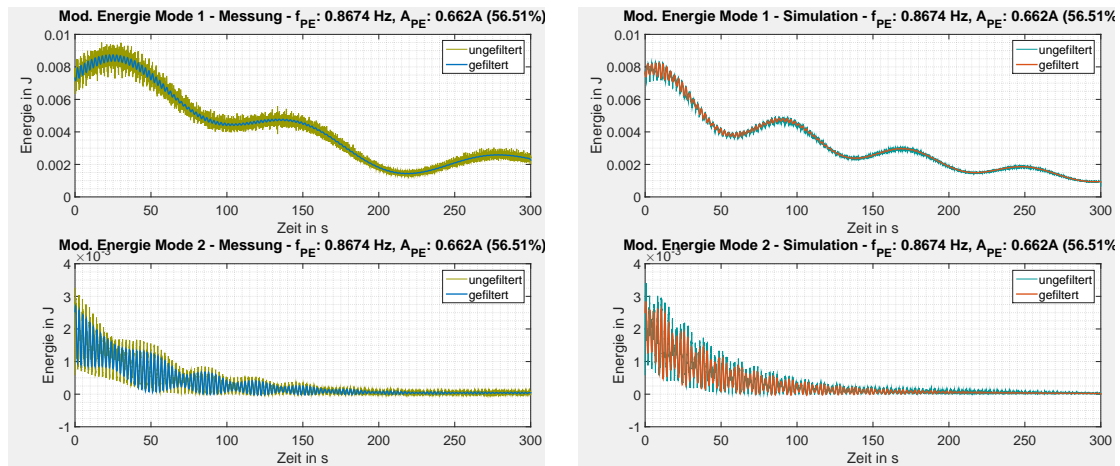 Mod. Energie Mode 1 - Messung - f_PE: 0.8674 Hz, A_PE: 0.662A (56.51%)
0.01
0.008
0.006
0.004
0.002
0
Energie in J
ungefiltert
gefiltert
0 50 100 150 200 250 300
Zeit in s
Mod. Energie Mode 1 - Simulation - f_PE: 0.8674 Hz, A_PE: 0.662A (56.51%
0.01
0.008
0.006
0.004
0.002
0
Energie in J
ungefiltert
gefiltert
0 50 100 150 200 250 300
Zeit in s
Mod. Energie Mode 2 - Messung - f_PE: 0.8674 Hz, A_PE: 0.662A (56.51%)
×10^-3
4
3
2
1
0
-1
Energie in J
ungefiltert
gefiltert
0 50 100 150 200 250 300
Zeit in s
Mod. Energie Mode 2 - Simulation - f_PE: 0.8674 Hz, A_PE: 0.662A (56.51%
×10^-3
4
3
2
1
0
-1
Energie in J
ungefiltert
gefiltert
0 50 100 150 200 250 300
Zeit in s